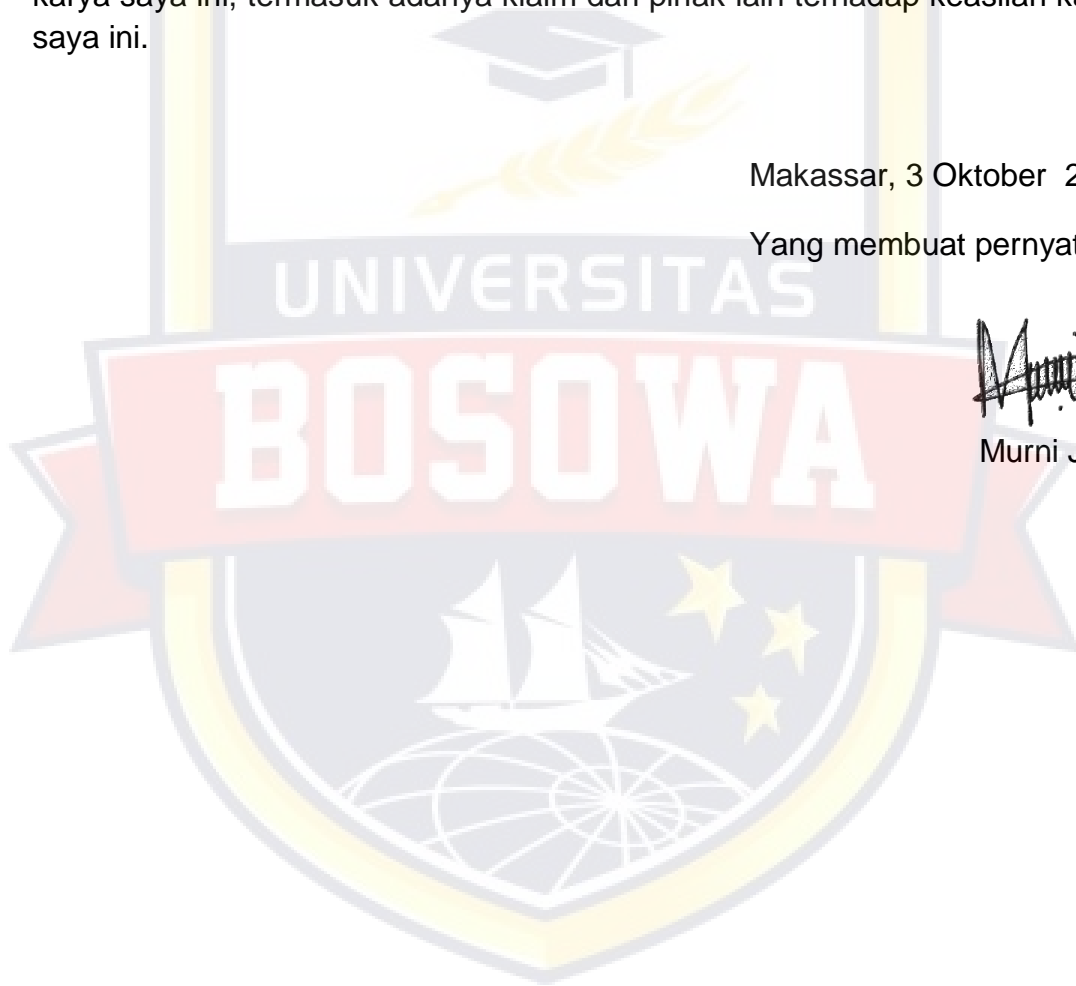 karya saya ini, termasuk adanya klaim dari pihak lain terhadap keaslian
saya ini.
Makassar, 3 Oktober
Yang membuat
Murni
UNIVERSITAS
BOSOWA